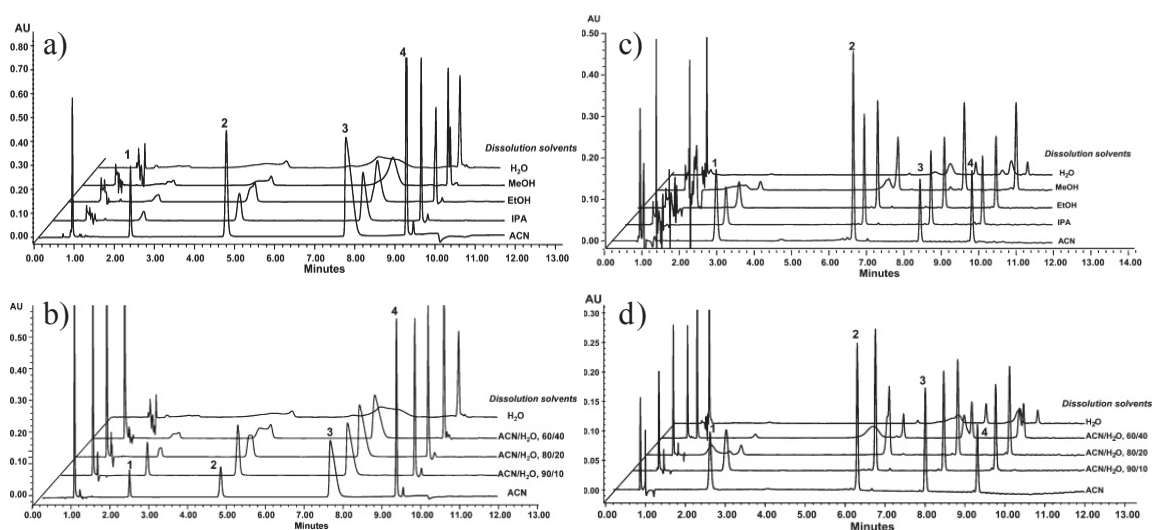 AU
a)
0.80
4
0.70
0.60
0.50
2
3
0.40
0.30
1
Dissolution solvents
H₂O
0.20
MeOH
EtOH
0.10
IPA
0.00
ACN
0.00 1.00 2.00 3.00 4.00 5.00 6.00 7.00 8.00 9.00 10.00 11.00 12.00 13.00
Minutes
AU
c)
0.50
2
0.40
0.30
0.20
1
3
4
Dissolution solvents
H₂O
MeOH
0.10
EtOH
IPA
0.00
ACN
0.00 1.00 2.00 3.00 4.00 5.00 6.00 7.00 8.00 9.00 10.00 11.00 12.00 13.00 14.00
Minutes
AU
b)
4
0.50
0.40
0.30
Dissolution solvents
H₂O
0.20
3
ACN/H₂O, 60/40
0.10
1
2
ACN/H₂O, 80/20
ACN/H₂O, 90/10
0.00
ACN
0.00 1.00 2.00 3.00 4.00 5.00 6.00 7.00 8.00 9.00 10.00 11.00 12.00 13.00
Minutes
AU
d)
0.30
2
0.25
0.20
3
0.15
Dissolution solvents
H₂O
0.10
4
ACN/H₂O, 60/40
0.05
1
ACN/H₂O, 80/20
ACN/H₂O, 90/10
0.00
ACN
0.00 1.00 2.00 3.00 4.00 5.00 6.00 7.00 8.00 9.00 10.00 11.00 12.00 13.00 14.00
Minutes